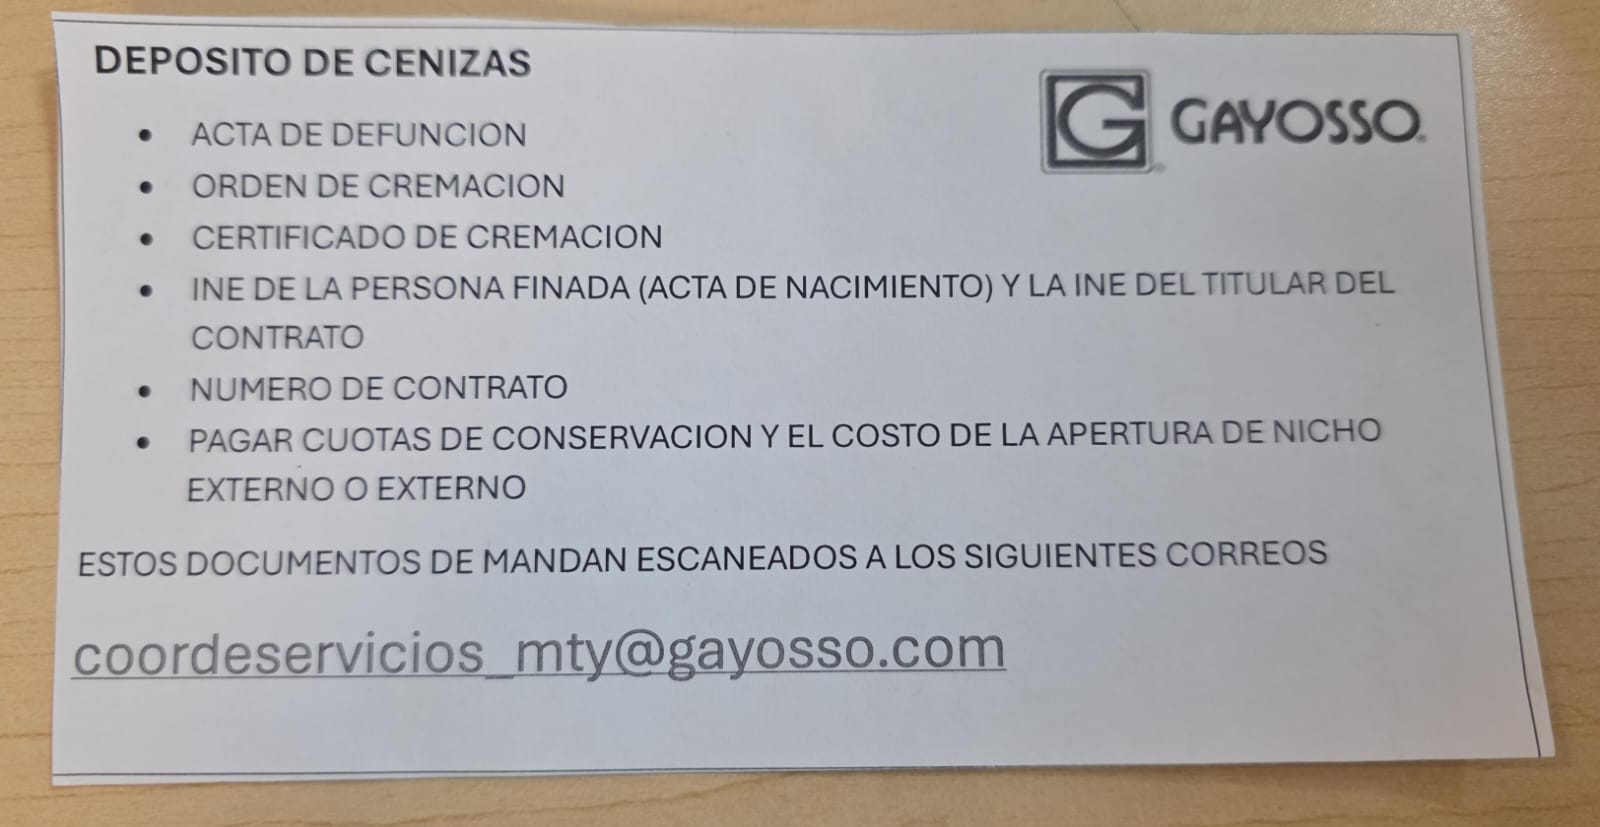 DEPOSITO DE CENIZAS
G GAYOSSO
• ACTA DE DEFUNCION
• ORDEN DE CREMACION
• CERTIFICADO DE CREMACION
• INE DE LA PERSONA FINADA (ACTA DE NACIMIENTO) Y LA INE DEL TITULAR DEL
CONTRATO
• NUMERO DE CONTRATO
• PAGAR CUOTAS DE CONSERVACION Y EL COSTO DE LA APERTURA DE NICHO
EXTERNO O EXTERNO
ESTOS DOCUMENTOS DE MANDAN ESCANEADOS A LOS SIGUIENTES CORREOS
coordeservicios_mty@gayosso.com